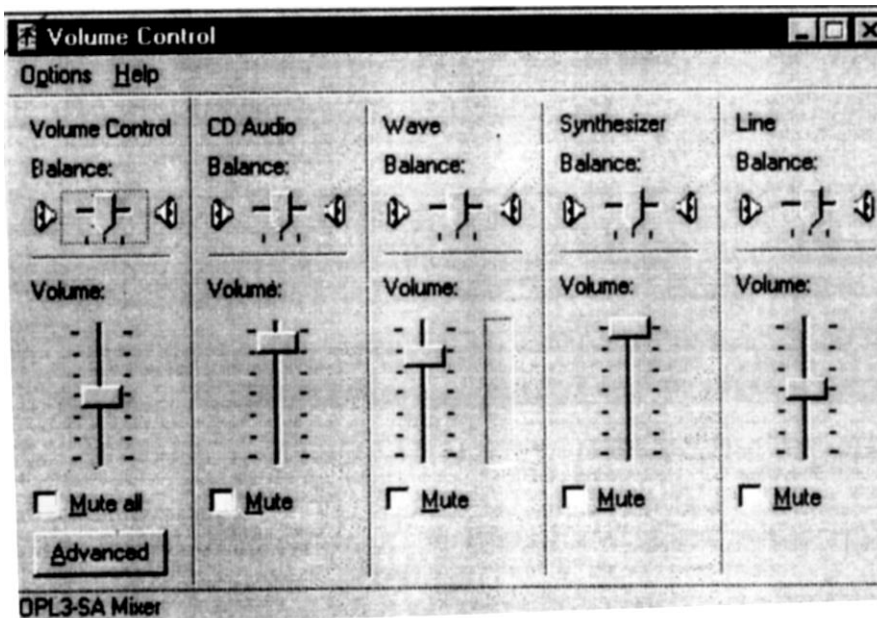 Volume Control
Options Help
Volume Control CD Audio Wave Synthesizer Line
Balance: Balance: Balance: Balance: Balance:
Volume: Volume: Volume: Volume: Volume:
Mute all Mute Mute Mute Mute
Advanced
OPL3-SA Mixer